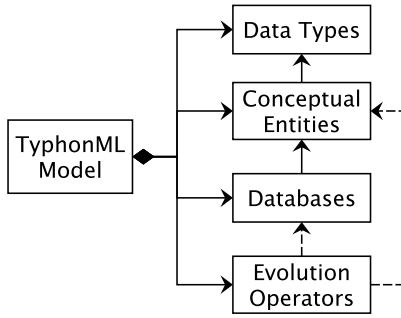 Data Types
Conceptual
Entities
TyphonML
Model
Databases
Evolution
Operators